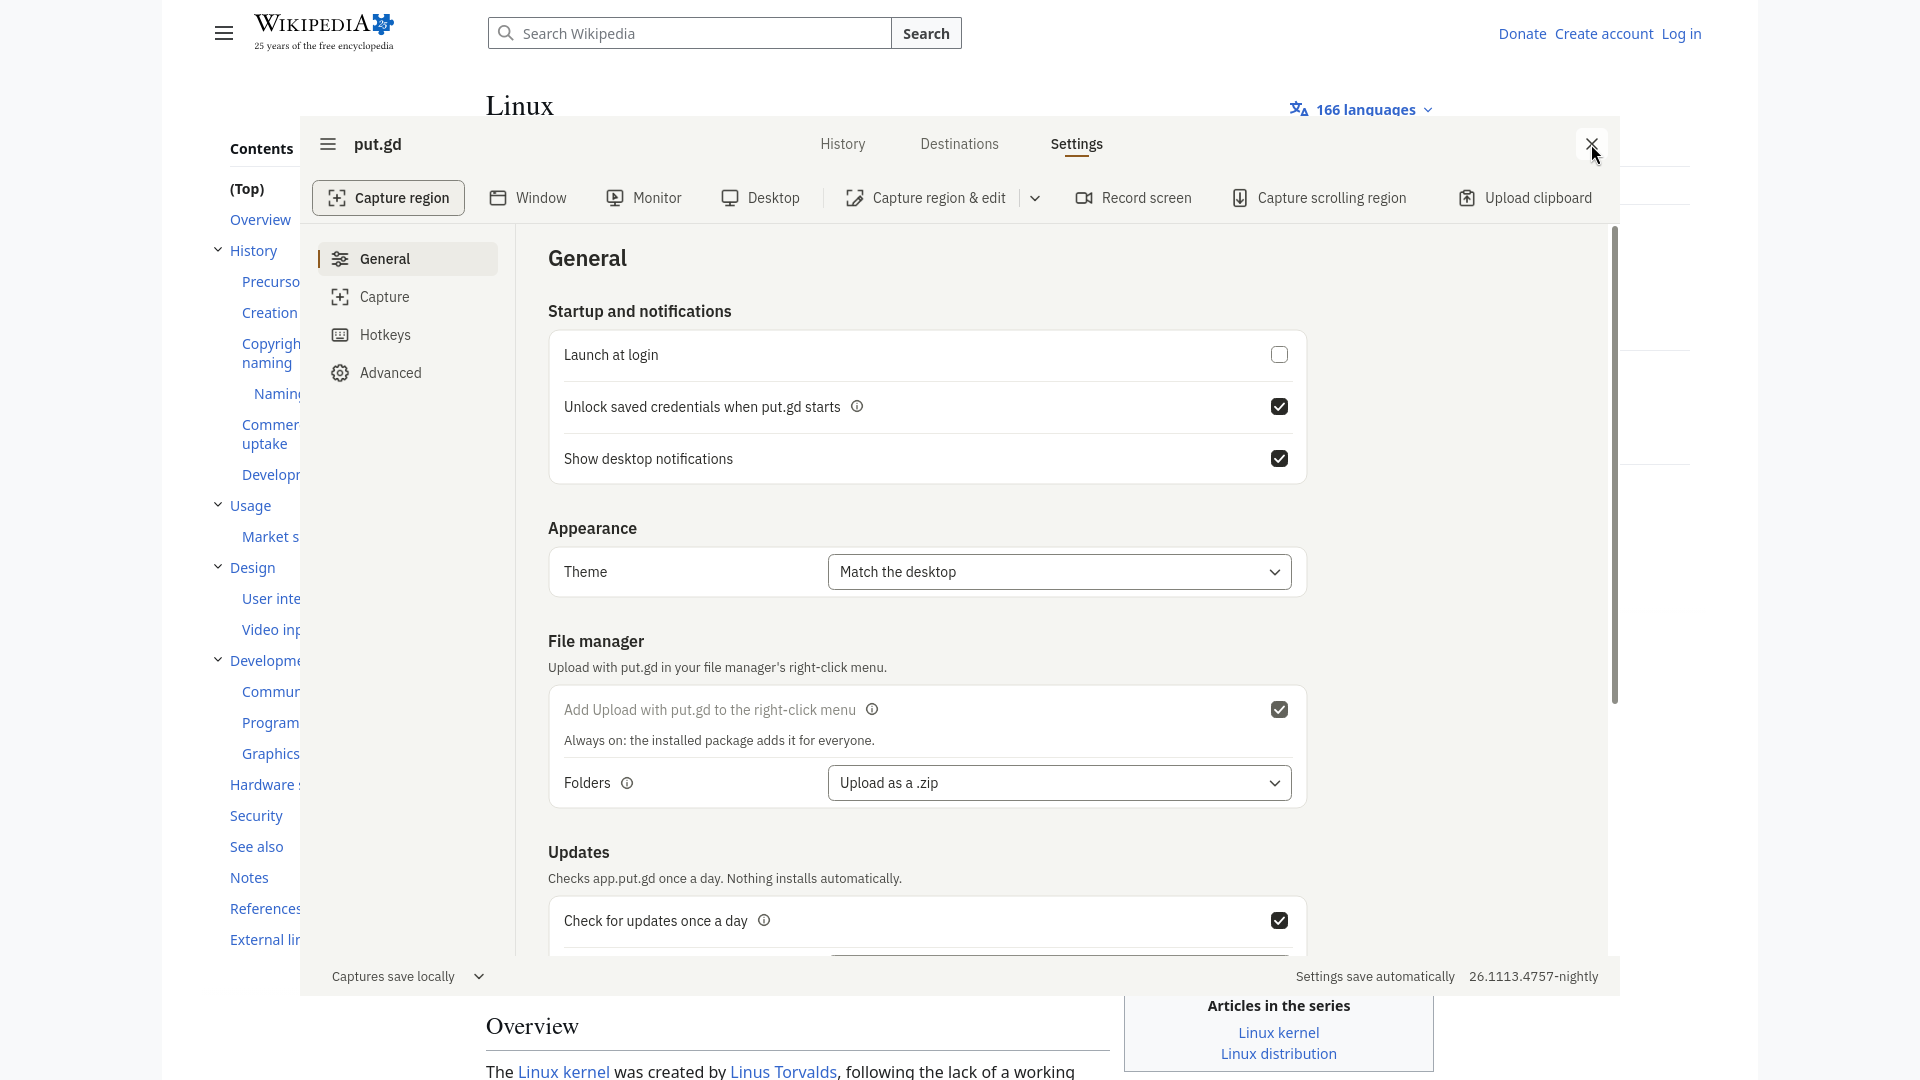 WIKIPEDIA 25
25 years of the free encyclopedia
Search Wikipedia
Search
Donate Create account Log in
Linux
166 languages
Contents
(Top)
Overview
History
Precurso
Creation
Copyrigh
naming
Naming
Commer
uptake
Developm
Usage
Market s
Design
User inte
Video inp
Developme
Commun
Program
Graphics
Hardware s
Security
See also
Notes
References
External lin
put.gd
History Destinations Settings
Capture region Window Monitor Desktop Capture region & edit Record screen Capture scrolling region Upload clipboard
General
Capture
Hotkeys
Advanced
General
Startup and notifications
Launch at login
Unlock saved credentials when put.gd starts
Show desktop notifications
Appearance
Theme Match the desktop
File manager
Upload with put.gd in your file manager's right-click menu.
Add Upload with put.gd to the right-click menu
Always on: the installed package adds it for everyone.
Folders Upload as a .zip
Updates
Checks app.put.gd once a day. Nothing installs automatically.
Check for updates once a day
Captures save locally
Settings save automatically 26.1113.4757-nightly
Overview
The Linux kernel was created by Linus Torvalds, following the lack of a working
Articles in the series
Linux kernel
Linux distribution